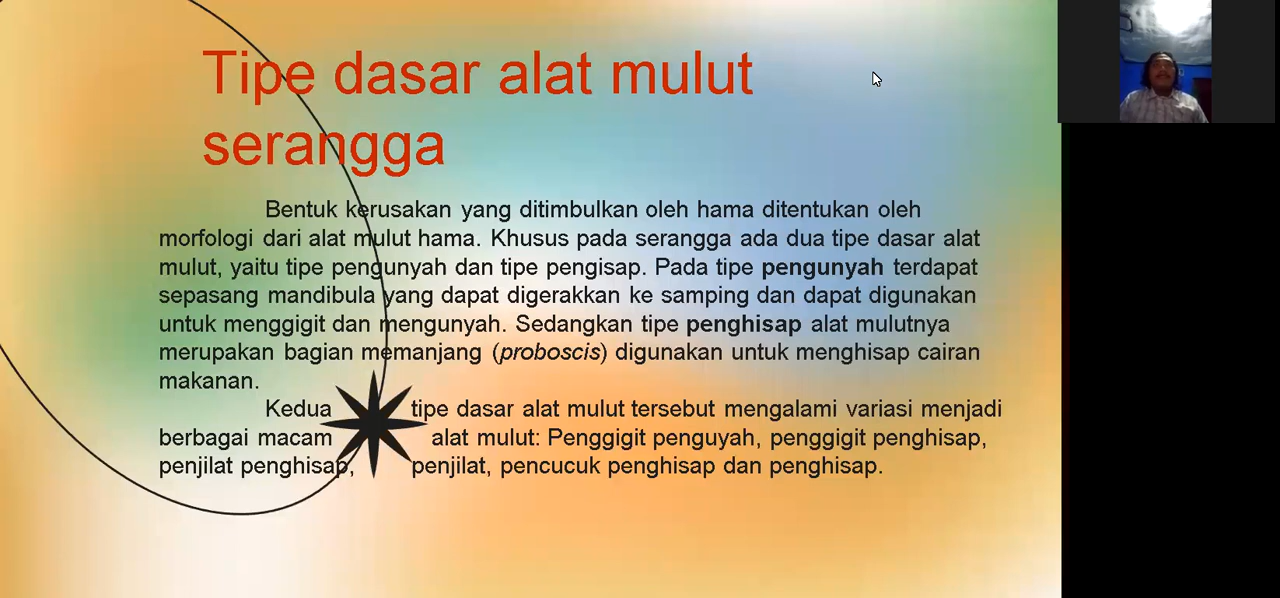 Tipe dasar alat mulut
serangga
Bentuk kerusakan yang ditimbulkan oleh hama ditentukan oleh
morfologi dari alat mulut hama. Khusus pada serangga ada dua tipe dasar alat
mulut, yaitu tipe pengunyah dan tipe pengisap. Pada tipe pengunyah terdapat
sepasang mandibula yang dapat digerakkan ke samping dan dapat digunakan
untuk menggigit dan mengunyah. Sedangkan tipe penghisap alat mulutnya
merupakan bagian memanjang (proboscis) digunakan untuk menghisap cairan
makanan.
Kedua tipe dasar alat mulut tersebut mengalami variasi menjadi
berbagai macam alat mulut: Penggigit penguyah, penggigit penghisap,
penjilat penghisap, penjilat, pencucuk penghisap dan penghisap.